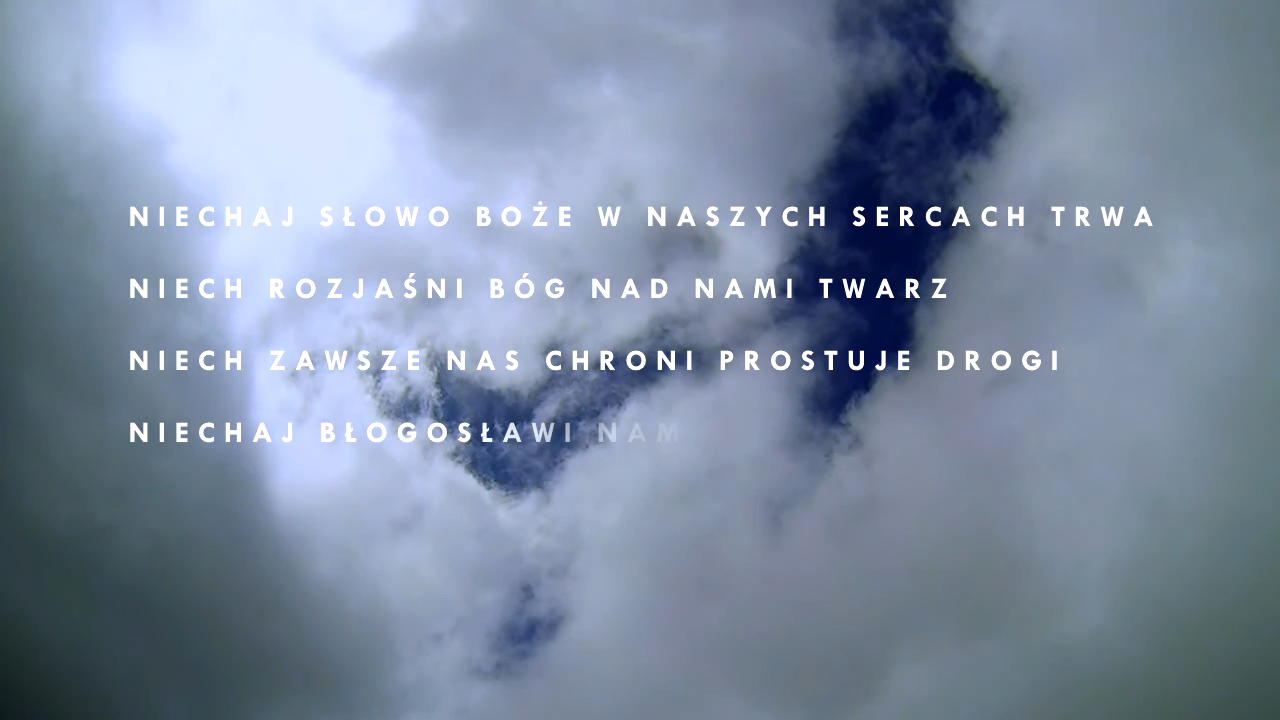 NIECHAJ SŁOWO BOŻE W NASZYCH SERCACH TRWA
NIECH ROZJAŚNI BÓG NAD NAMI TWARZ
NIECH ZAWSZE NAS CHRONI PROSTUJE DROGI
NIECHAJ BŁOGOSŁAWI NAM